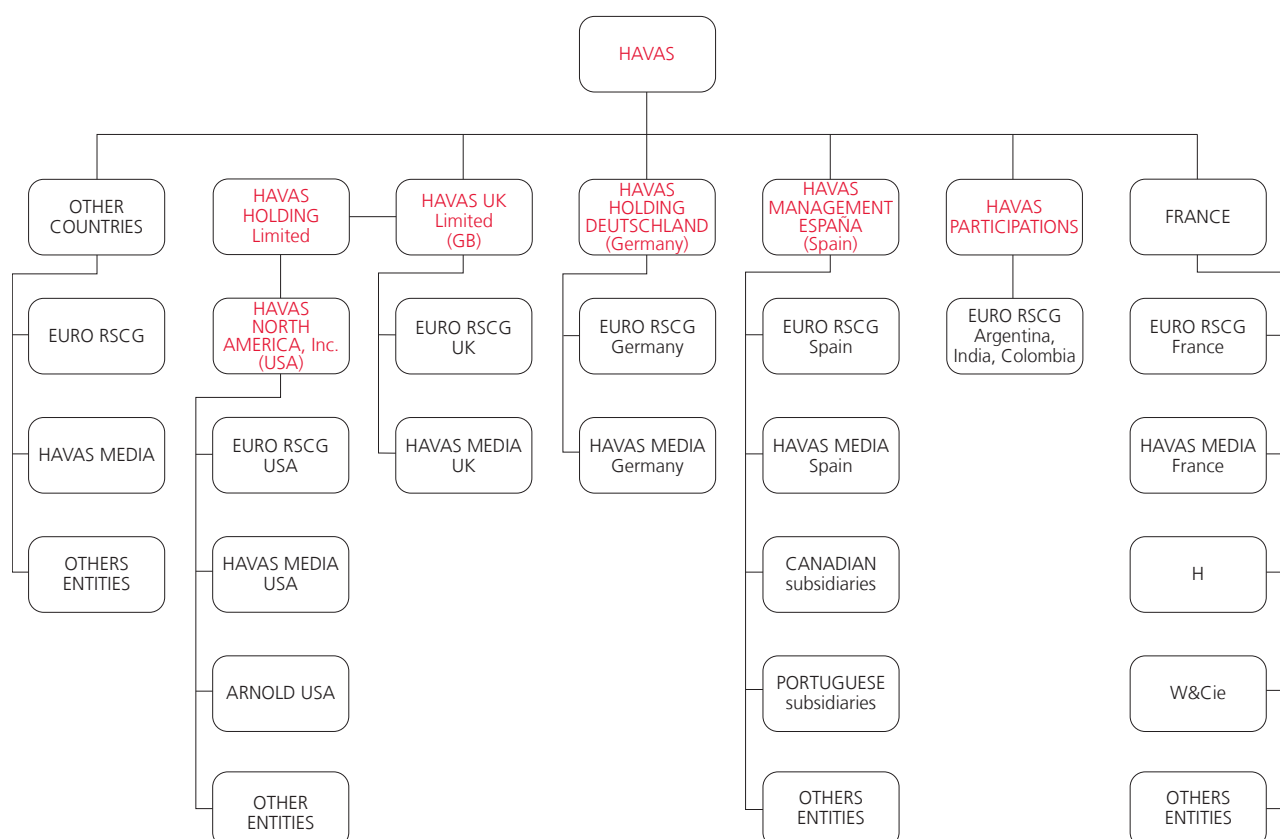 HAVAS
OTHER
COUNTRIES
HAVAS
HOLDING
Limited
HAVAS UK
Limited
(GB)
HAVAS
HOLDING
DEUTSCHLAND
(Germany)
HAVAS
MANAGEMENT
ESPAÑA
(Spain)
HAVAS
PARTICIPATIONS
FRANCE
EURO RSCG
HAVAS
NORTH
AMERICA, Inc.
(USA)
EURO RSCG
UK
EURO RSCG
Germany
EURO RSCG
Spain
EURO RSCG
Argentina,
India, Colombia
EURO RSCG
France
HAVAS MEDIA
EURO RSCG
USA
HAVAS MEDIA
UK
HAVAS MEDIA
Germany
HAVAS MEDIA
Spain
HAVAS MEDIA
France
OTHERS
ENTITIES
HAVAS MEDIA
USA
CANADIAN
subsidiaries
H
ARNOLD USA
PORTUGUESE
subsidiaries
W&Cie
OTHER
ENTITIES
OTHERS
ENTITIES
OTHERS
ENTITIES